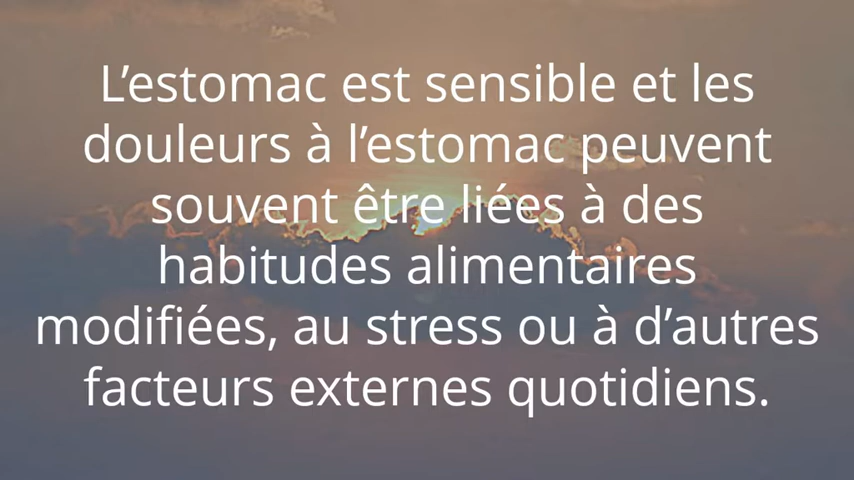 L’estomac est sensible et les
douleurs à l’estomac peuvent
souvent être liées à des
habitudes alimentaires
modifiées, au stress ou à d’autres
facteurs externes quotidiens.